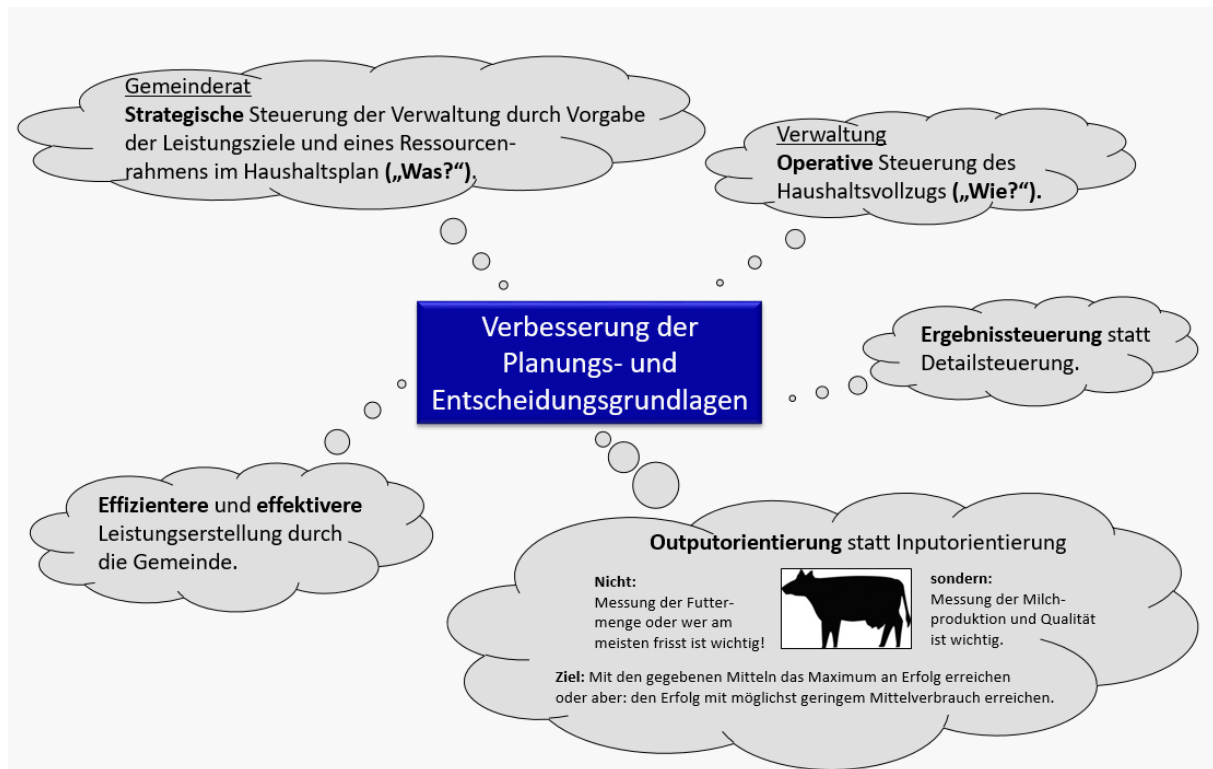 Gemeinderat
Strategische Steuerung der Verwaltung durch Vorgabe
der Leistungsziele und eines Ressourcen-
rahmens im Haushaltsplan („Was?“).
Verwaltung
Operative Steuerung des
Haushaltsvollzugs („Wie?“).
Verbesserung der
Planungs- und
Entscheidungsgrundlagen
Ergebnissteuerung statt
Detailsteuerung.
Effizientere und effektivere
Leistungserstellung durch
die Gemeinde.
Outputorientierung statt Inputorientierung
Nicht:
Messung der Futter-
menge oder wer am
meisten frisst ist wichtig!
sondern:
Messung der Milch-
produktion und Qualität
ist wichtig.
Ziel: Mit den gegebenen Mitteln das Maximum an Erfolg erreichen
oder aber: den Erfolg mit möglichst geringem Mittelverbrauch erreichen.